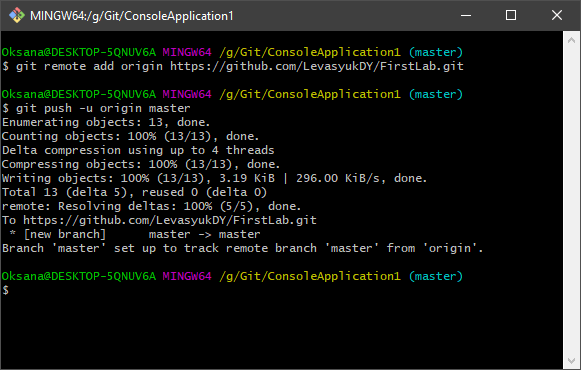 MINGW64:/g/Git/ConsoleApplication1
Oksana@DESKTOP-5QNUV6A MINGW64 /g/Git/ConsoleApplication1 (master)
$ git remote add origin https://github.com/LevasyukDY/FirstLab.git
Oksana@DESKTOP-5QNUV6A MINGW64 /g/Git/ConsoleApplication1 (master)
$ git push -u origin master
Enumerating objects: 13, done.
Counting objects: 100% (13/13), done.
Delta compression using up to 4 threads
Compressing objects: 100% (13/13), done.
Writing objects: 100% (13/13), 3.19 KiB | 296.00 KiB/s, done.
Total 13 (delta 5), reused 0 (delta 0)
remote: Resolving deltas: 100% (5/5), done.
To https://github.com/LevasyukDY/FirstLab.git
 * [new branch]      master -> master
Branch 'master' set up to track remote branch 'master' from 'origin'.
Oksana@DESKTOP-5QNUV6A MINGW64 /g/Git/ConsoleApplication1 (master)
$